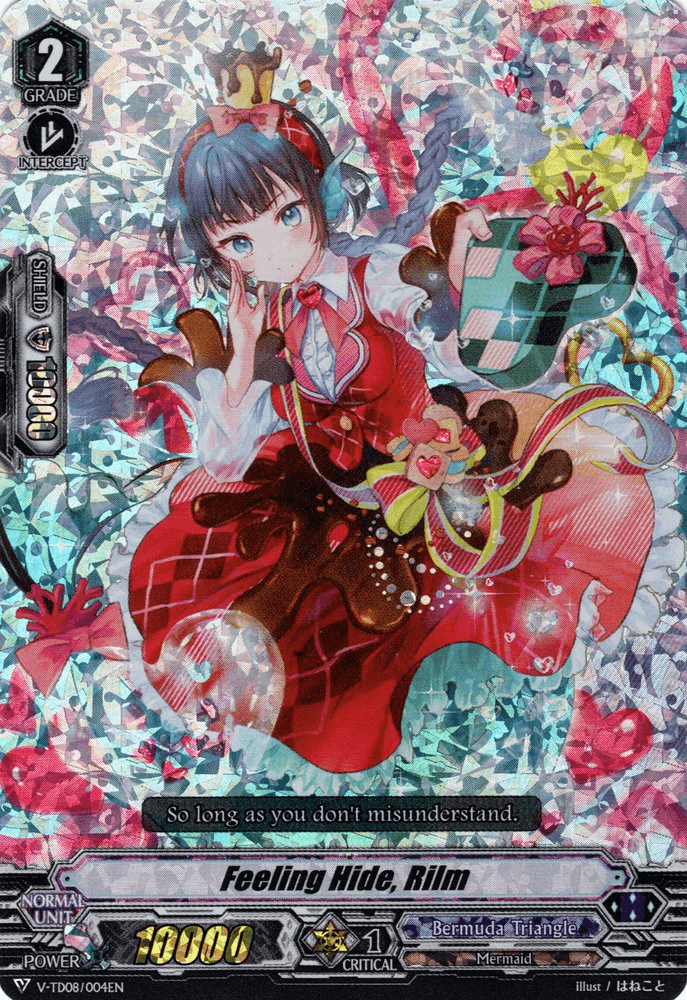 2
GRADE
INTERCEPT
SHIELD
10000
So long as you don't misunderstand.
Feeling Hide, Rilm
NORMAL
UNIT
POWER
10000
1
CRITICAL
Bermuda Triangle
Mermaid
V-TD08/004EN
illust / はねこと